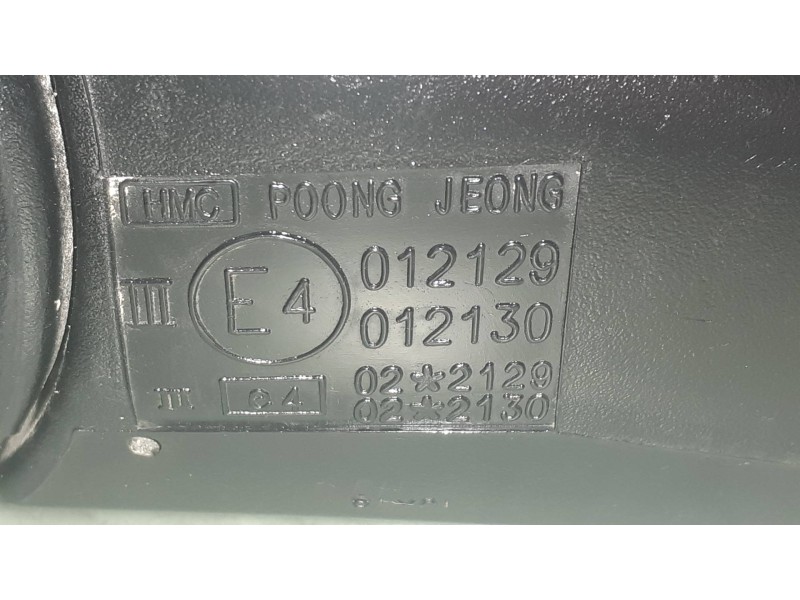 HMC POONG JEONG
III E4 012129
012130
III e4 02*2129
02*2130